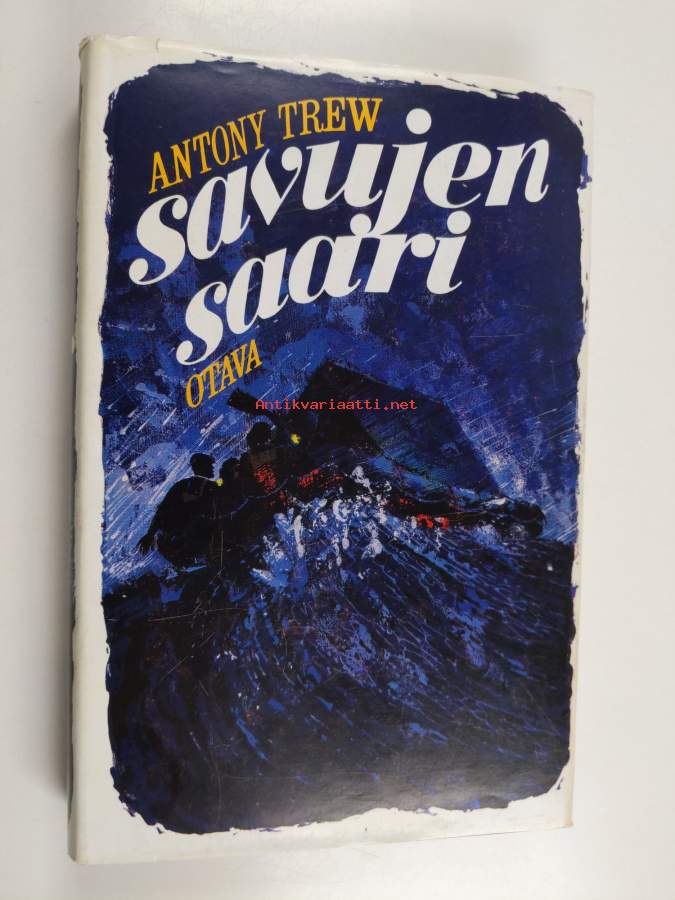 ANTONY TREW
savujen
saari
OTAVA
Antikvariaatti.net